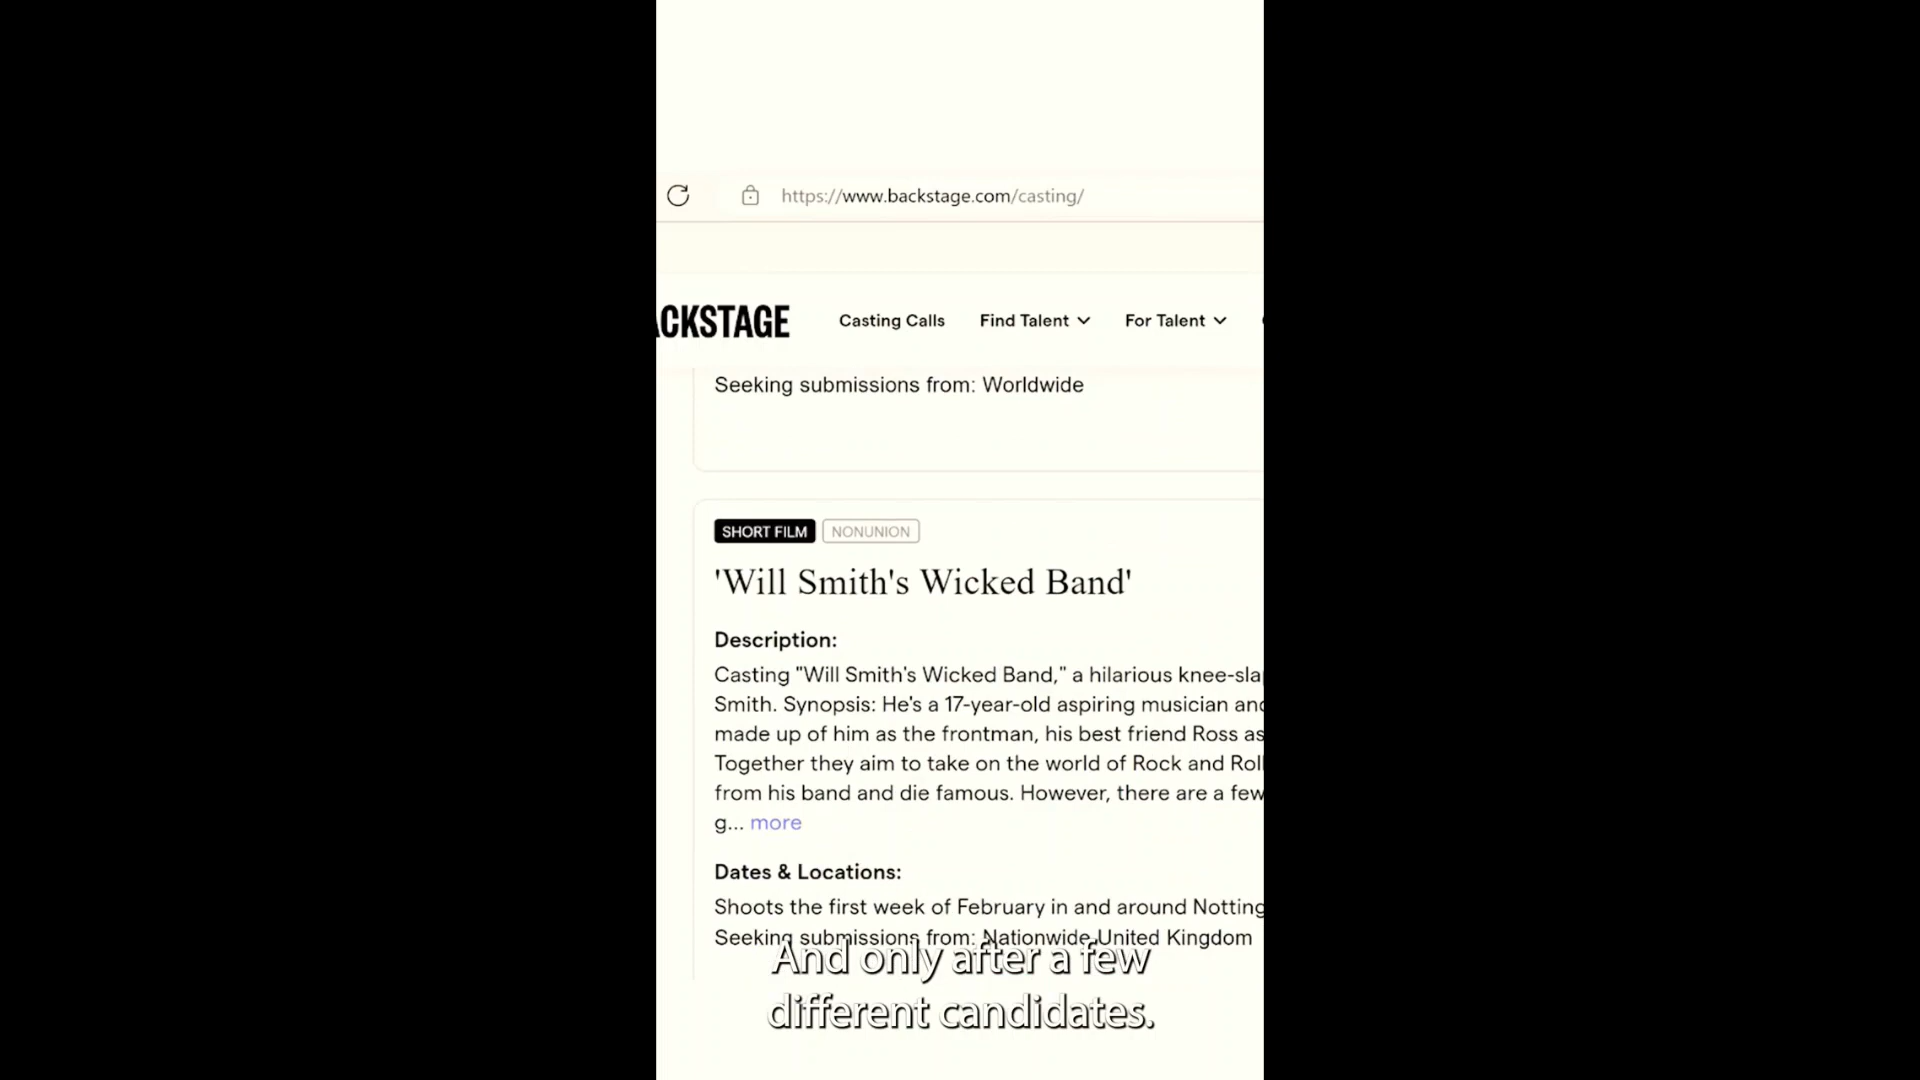 https://www.backstage.com/casting/
ACKSTAGE Casting Calls Find Talent For Talent
Seeking submissions from: Worldwide
SHORT FILM NONUNION
'Will Smith's Wicked Band'
Description:
Casting "Will Smith's Wicked Band," a hilarious knee-sla
Smith. Synopsis: He's a 17-year-old aspiring musician and
made up of him as the frontman, his best friend Ross as
Together they aim to take on the world of Rock and Roll
from his band and die famous. However, there are a few
g... more
Dates & Locations:
Shoots the first week of February in and around Notting
Seeking submissions from: Nationwide United Kingdom
And only after a few
different candidates.